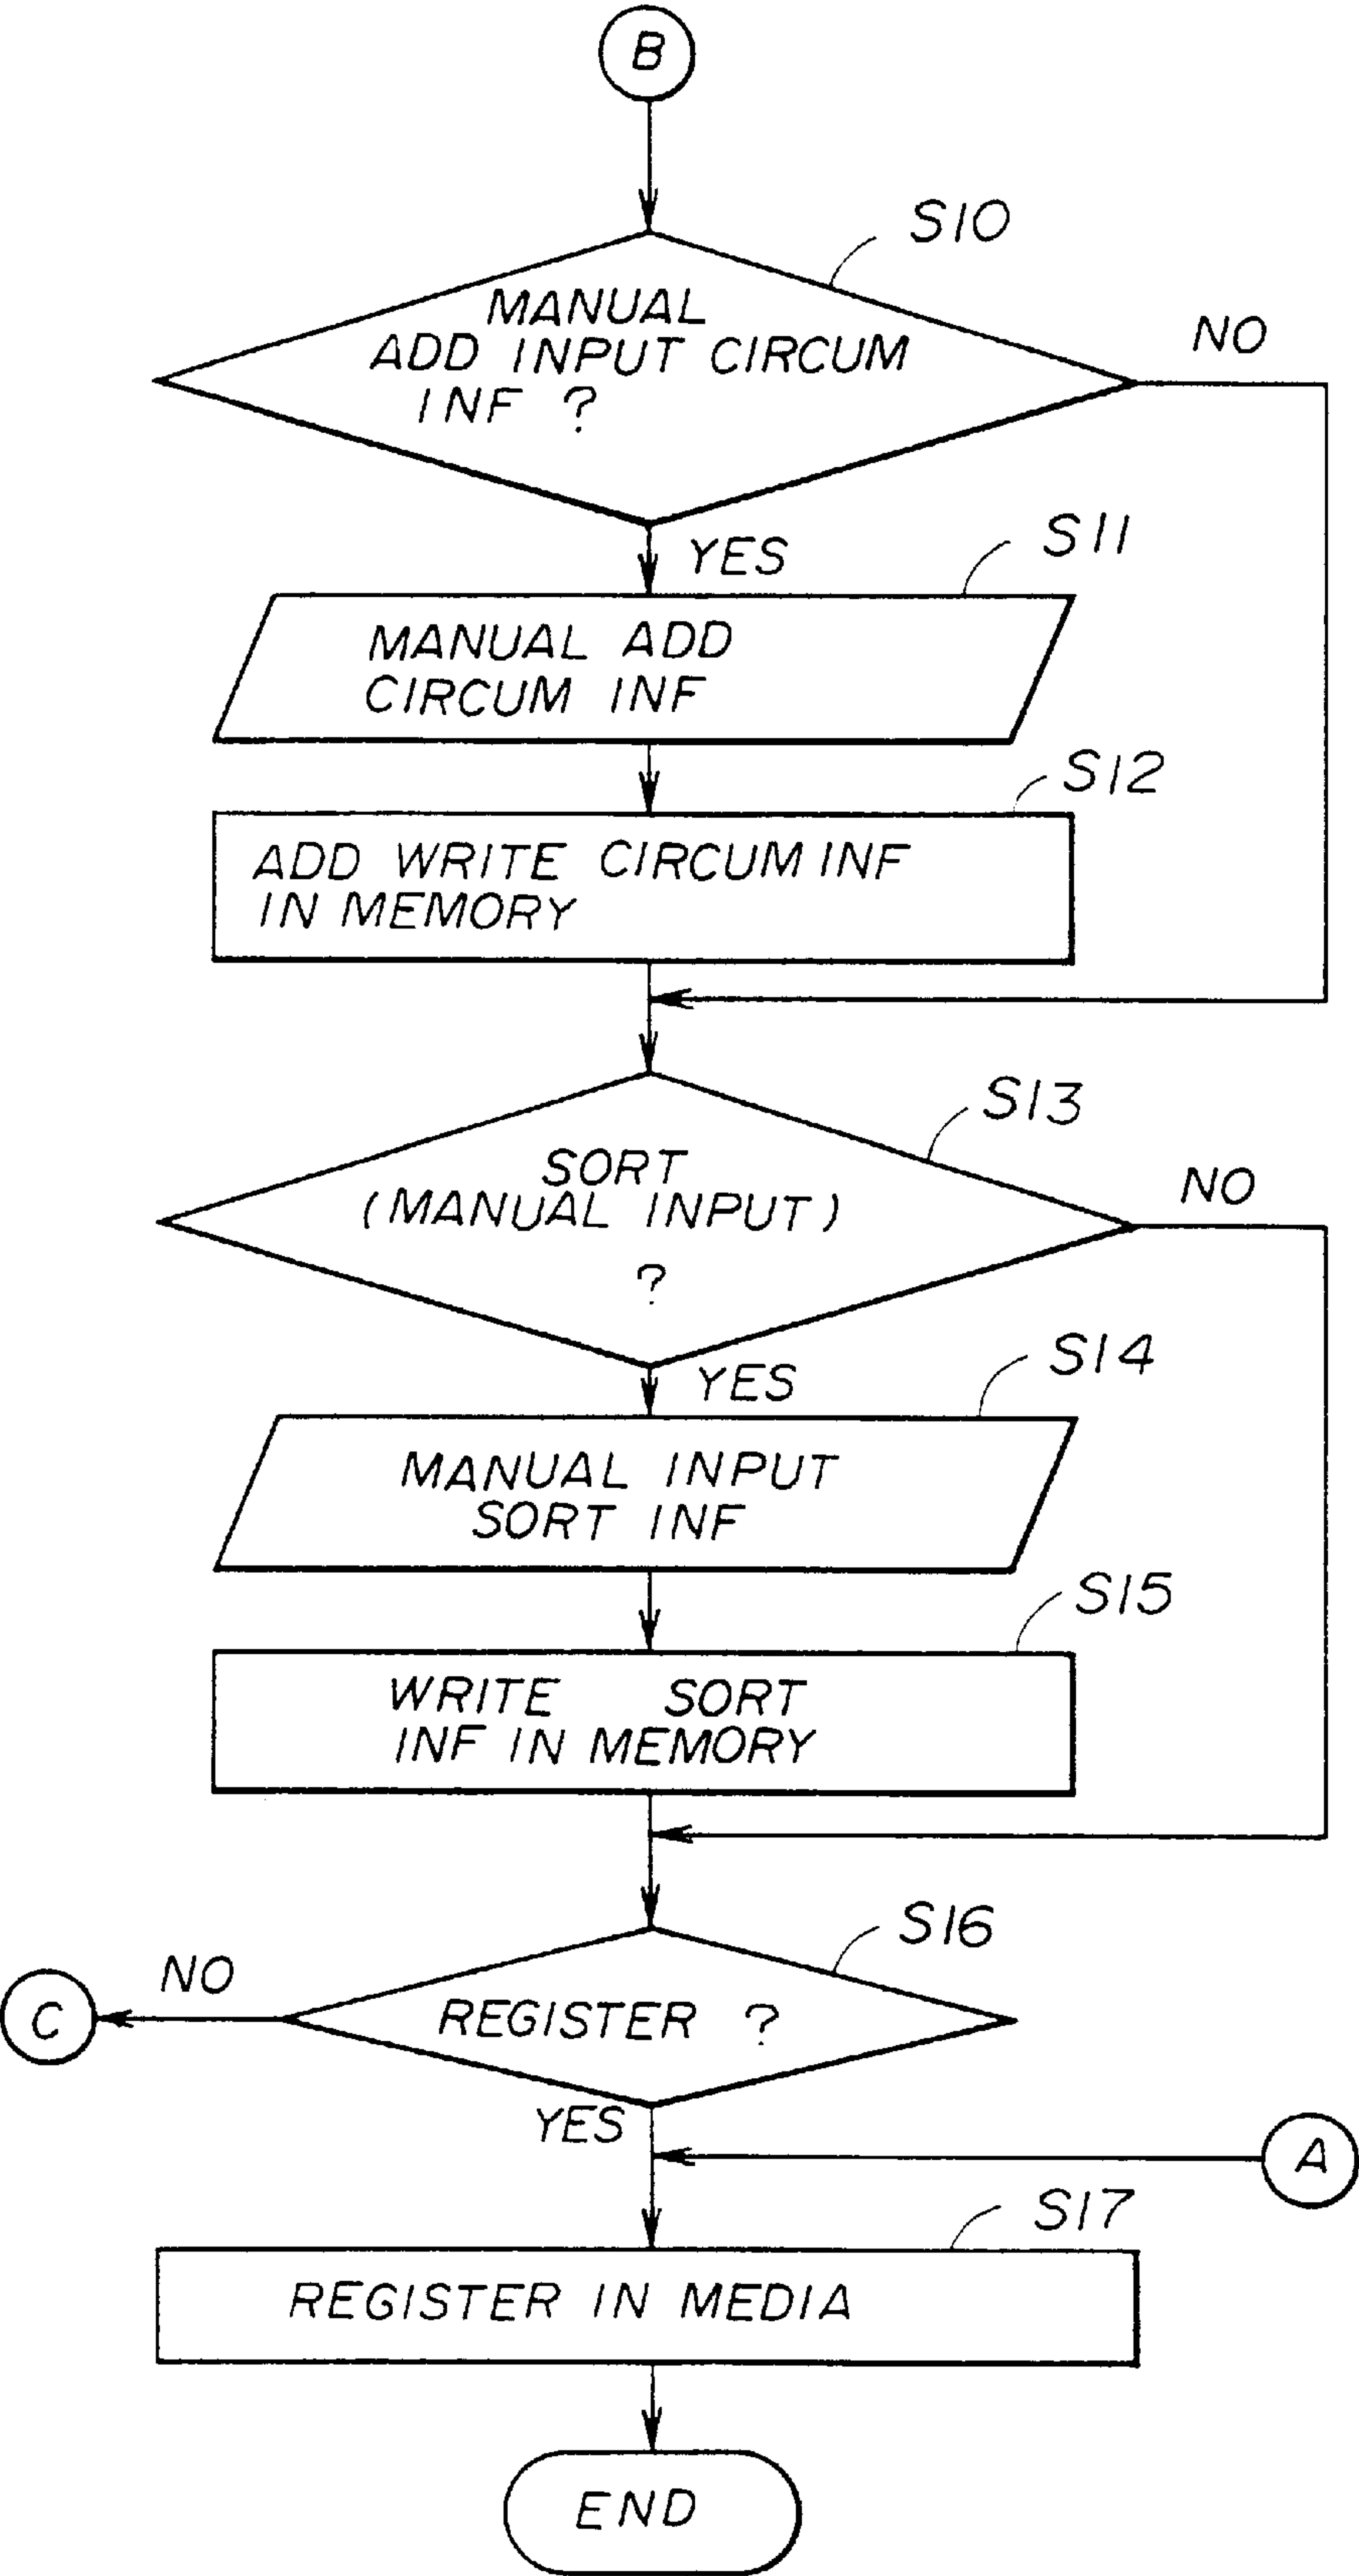 B
S10
MANUAL
ADD INPUT CIRCUM
INF ?
NO
YES
S11
MANUAL ADD
CIRCUM INF
S12
ADD WRITE CIRCUM INF
IN MEMORY
S13
SORT
(MANUAL INPUT)
?
NO
YES
S14
MANUAL INPUT
SORT INF
S15
WRITE SORT
INF IN MEMORY
S16
REGISTER ?
NO
C
YES
A
S17
REGISTER IN MEDIA
END